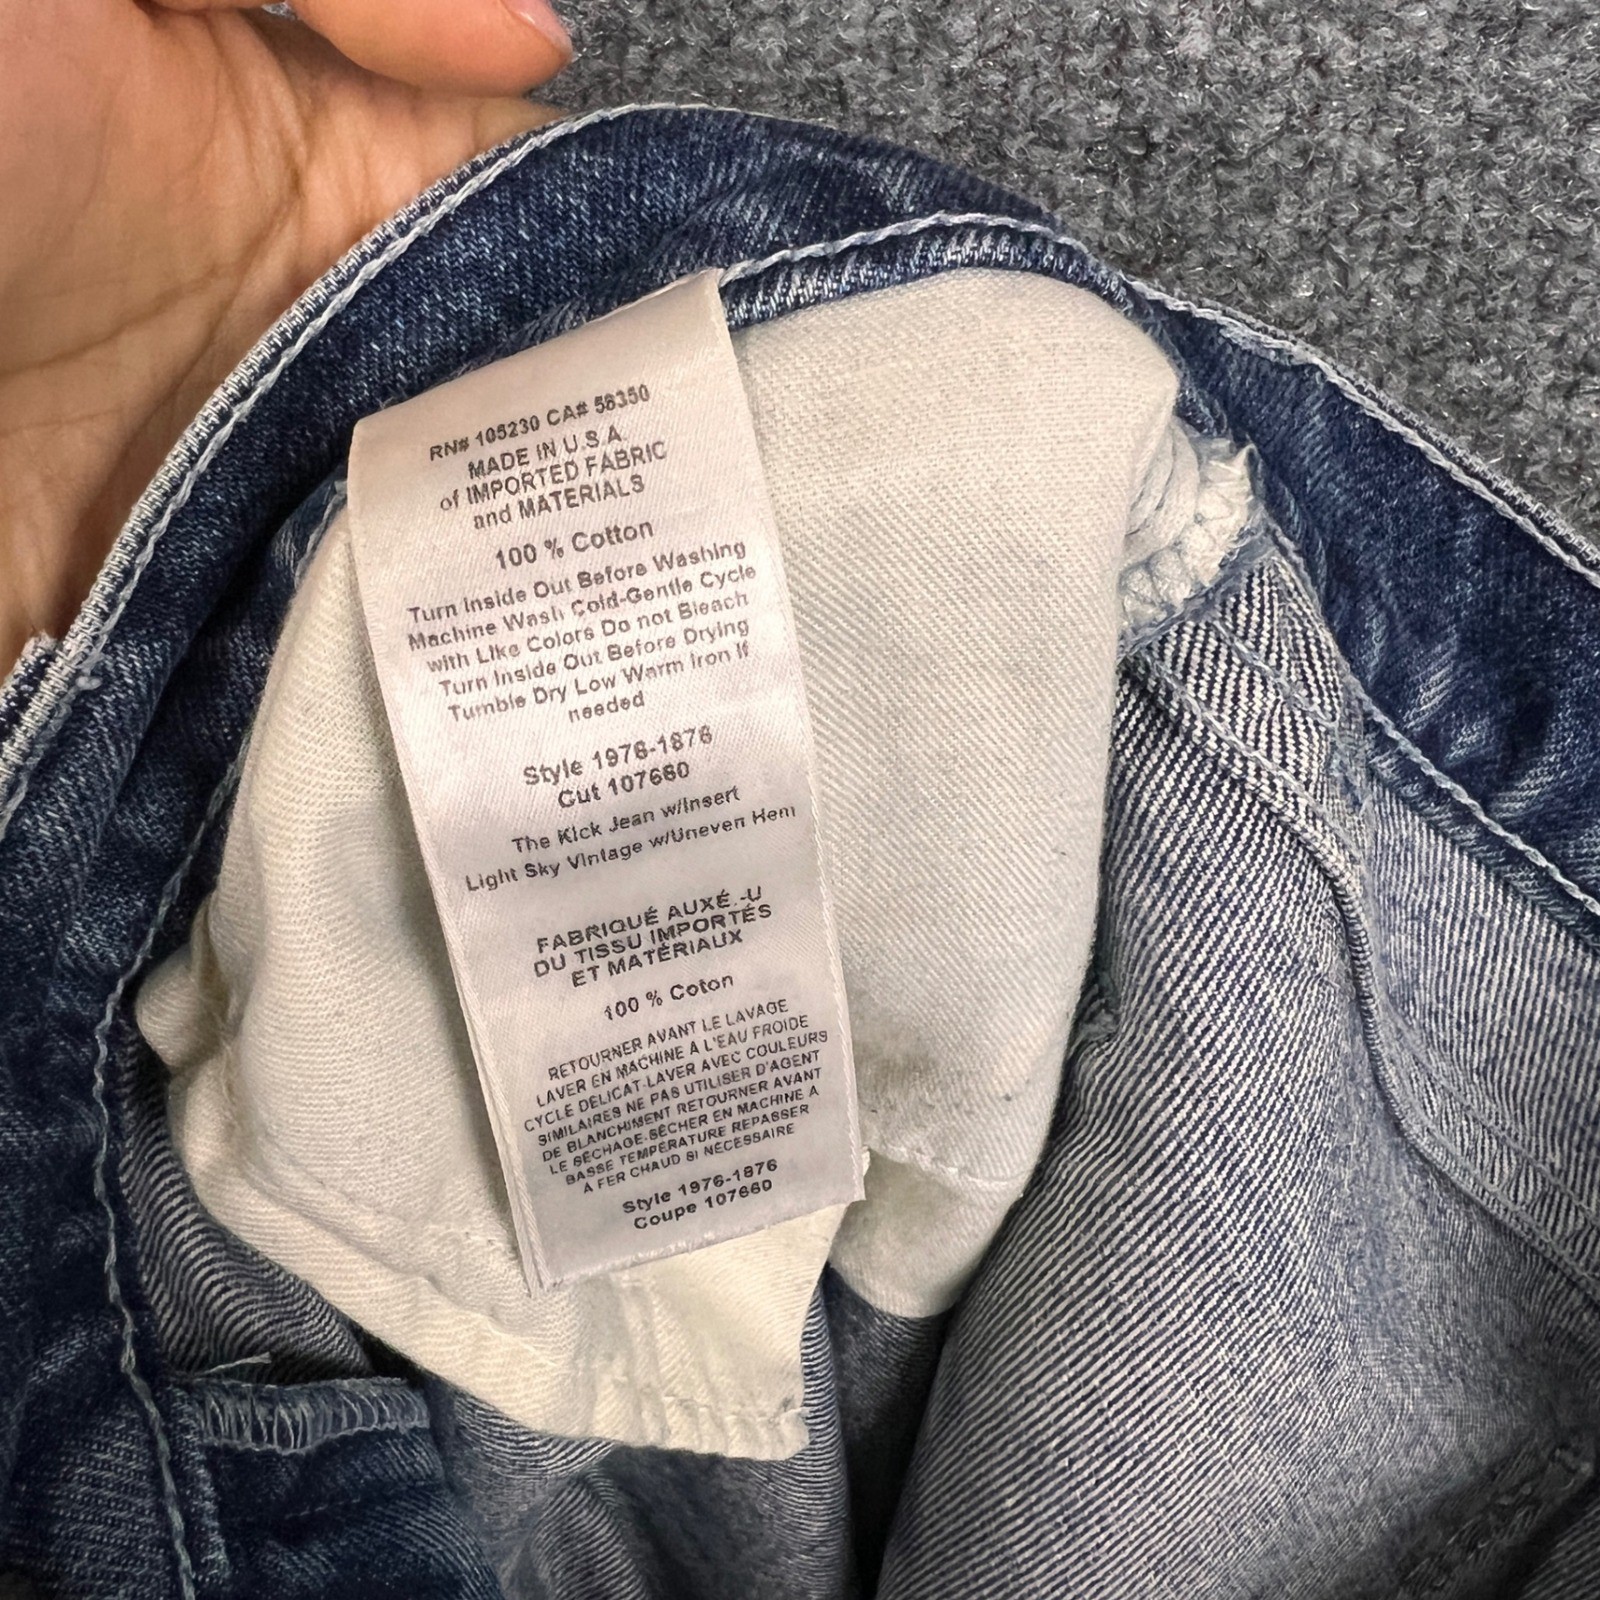 RN# 105230 CA# 58350
MADE IN U.S.A.
of IMPORTED FABRIC
and MATERIALS
100 % Cotton
Turn Inside Out Before Washing
Machine Wash Cold-Gentle Cycle
with Like Colors Do not Bleach
Turn Inside Out Before Drying
Tumble Dry Low Warm Iron If
needed
Style 1976-1876
Cut 107660
The Kick Jean w/Insert
Light Sky Vintage w/Uneven Hem
FABRIQUÉ AUXÉ.-U
DU TISSU IMPORTÉS
ET MATÉRIAUX
100 % Coton
RETOURNER AVANT LE LAVAGE
LAVER EN MACHINE A L'EAU FROIDE
CYCLE DELICAT-LAVER AVEC COULEURS
SIMILAIRES NE PAS UTILISER D'AGENT
DE BLANCHIMENT RETOURNER AVANT
LE SECHAGE-SÉCHER EN MACHINE A
BASSE TEMPÉRATURE REPASSER
A FER CHAUD SI NÉCESSAIRE
Style 1976-1876
Coupe 107660